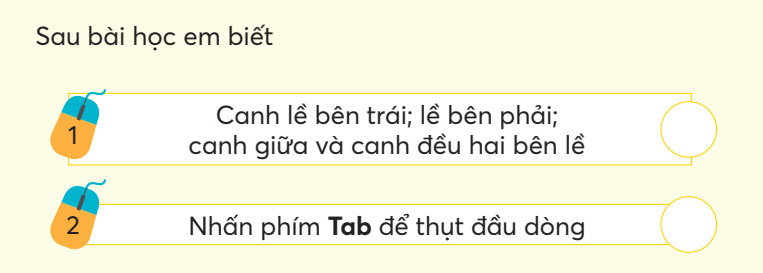 Sau bài học em biết
1
Canh lề bên trái; lề bên phải;
canh giữa và canh đều hai bên lề
2
Nhấn phím Tab để thụt đầu dòng